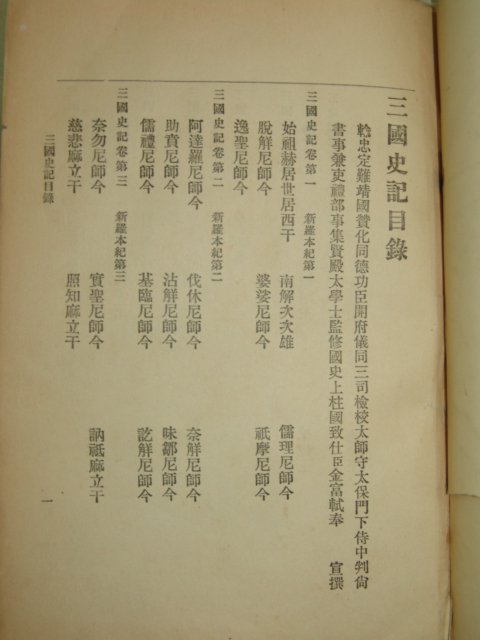 三國史記目錄
輸忠定難靖國贊化同德功臣開府儀同三司檢校太師守太保門下侍中判尙
書事兼吏禮部事集賢殿太學士監修國史上柱國致仕臣金富軾奉 宣撰
三國史記卷第一 新羅本紀第一
始祖赫居世居西干 南解次次雄 儒理尼師今
脫解尼師今 婆娑尼師今 祇摩尼師今
逸聖尼師今
三國史記卷第二 新羅本紀第二
阿達羅尼師今 伐休尼師今 奈解尼師今
助賁尼師今 沾解尼師今 味鄒尼師今
儒禮尼師今 基臨尼師今 訖解尼師今
三國史記卷第三 新羅本紀第三
奈勿尼師今 實聖尼師今 訥祗麻立干
慈悲麻立干 照知麻立干
三國史記目錄 一